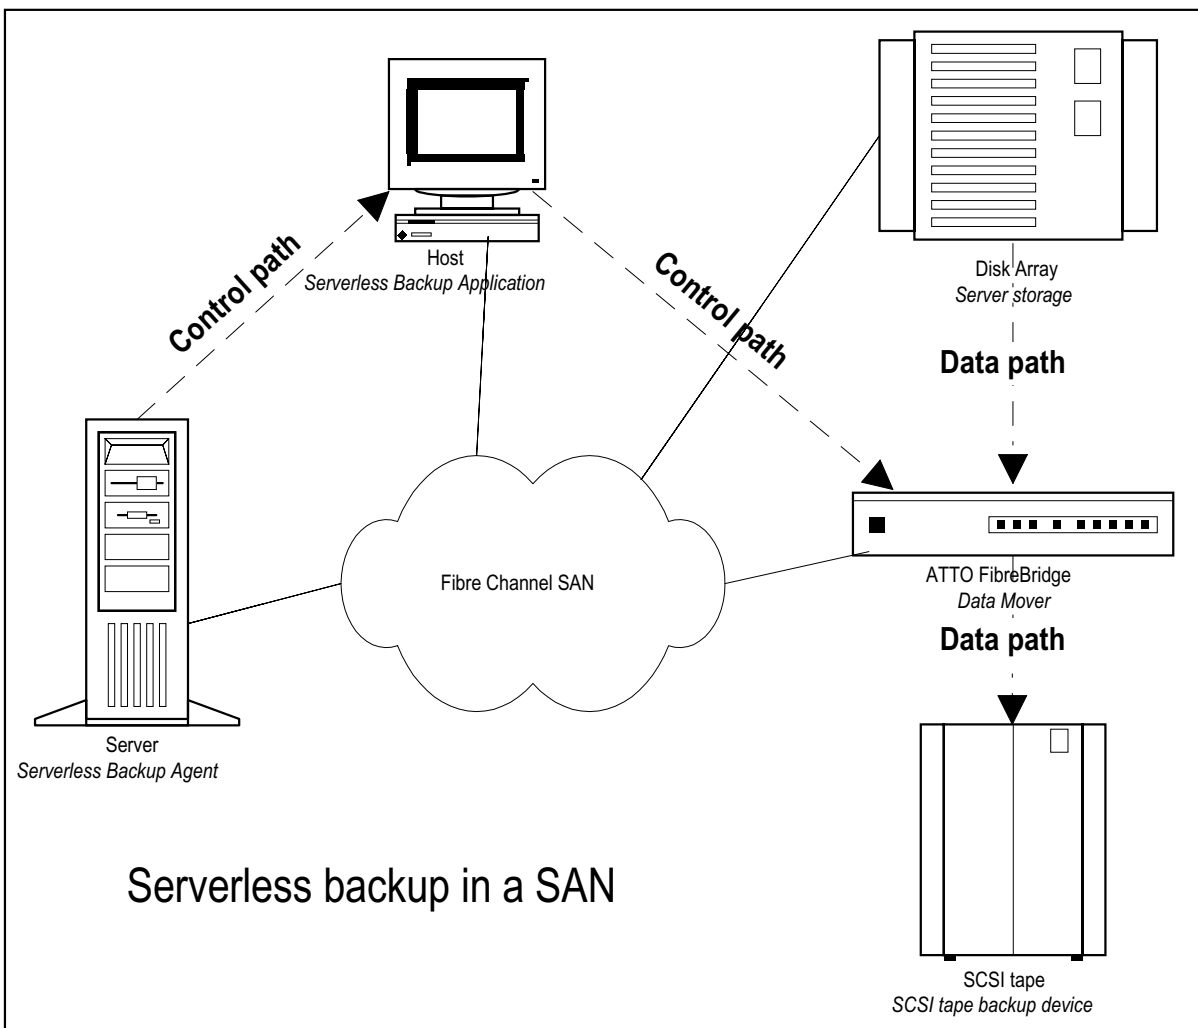 Host
Serverless Backup Application
Control path
Control path
Disk Array
Server storage
Data path
Fibre Channel SAN
ATTO FibreBridge
Data Mover
Data path
Server
Serverless Backup Agent
Serverless backup in a SAN
SCSI tape
SCSI tape backup device